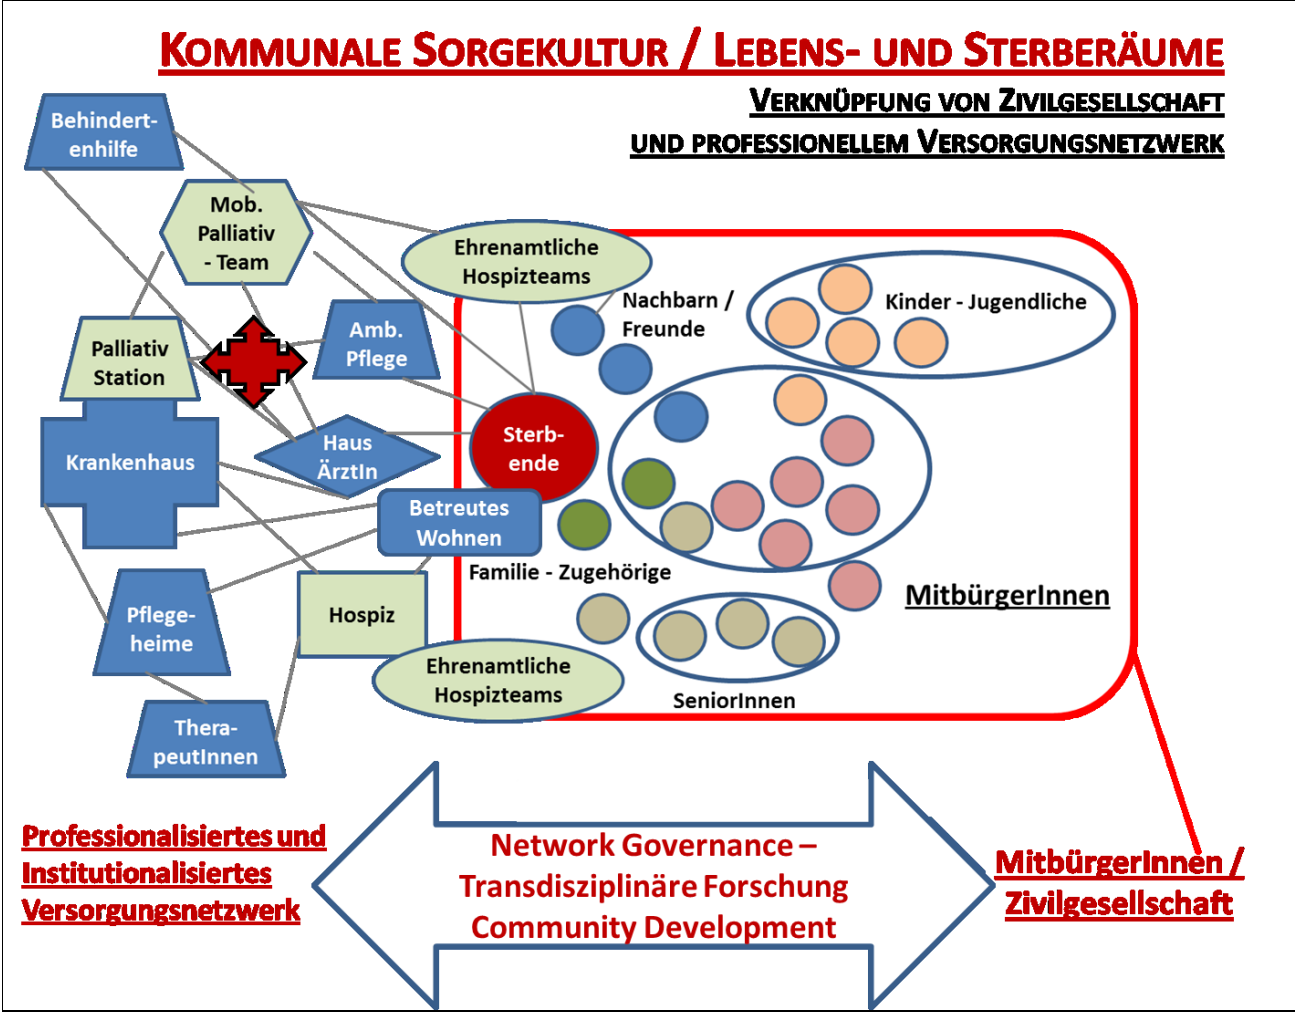 KOMMUNALE SORGEKULTUR / LEBENS- UND STERBERÄUME
VERKNÜPFUNG VON ZIVILGESELLSCHAFT
UND PROFESSIONELLEM VERSORGUNGSNETZWERK
Behindert-
enhilfe
Mob.
Palliativ
- Team
Ehrenamtliche
Hospizteams
Nachbarn /
Freunde
Kinder - Jugendliche
Palliativ
Station
Amb.
Pflege
Krankenhaus
Haus
ÄrztIn
Sterb-
ende
Betreutes
Wohnen
Familie - Zugehörige
MitbürgerInnen
Pflege-
heime
Hospiz
Ehrenamtliche
Hospizteams
SeniorInnen
Thera-
peutInnen
Professionalisiertes und
Institutionalisiertes
Versorgungsnetzwerk
Network Governance –
Transdisziplinäre Forschung
Community Development
MitbürgerInnen /
Zivilgesellschaft